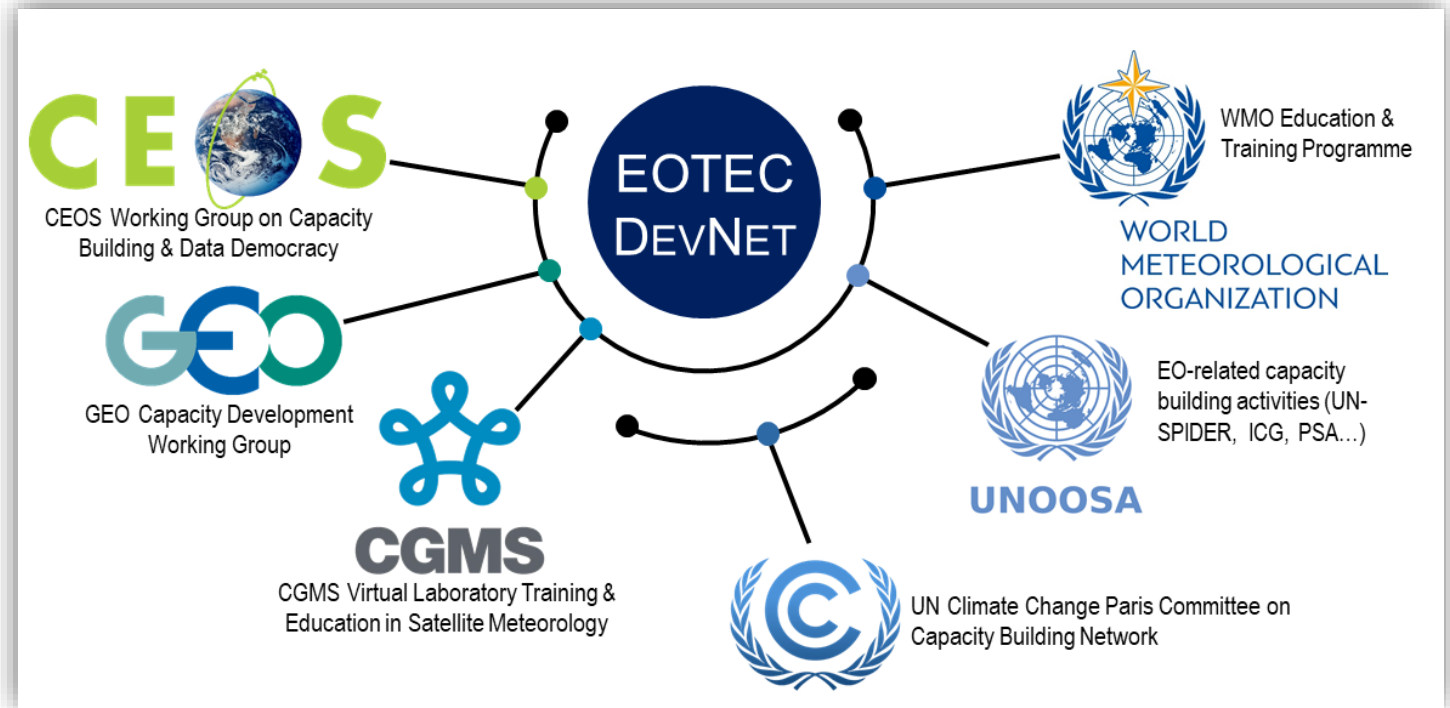 CEOS
CEOS Working Group on Capacity
Building & Data Democracy
GEO
GEO Capacity Development
Working Group
CGMS
CGMS Virtual Laboratory Training &
Education in Satellite Meteorology
EOTEC
DEVNET
WMO Education &
Training Programme
WORLD
METEOROLOGICAL
ORGANIZATION
EO-related capacity
building activities (UN-
SPIDER, ICG, PSA...)
UNOOSA
UN Climate Change Paris Committee on
Capacity Building Network